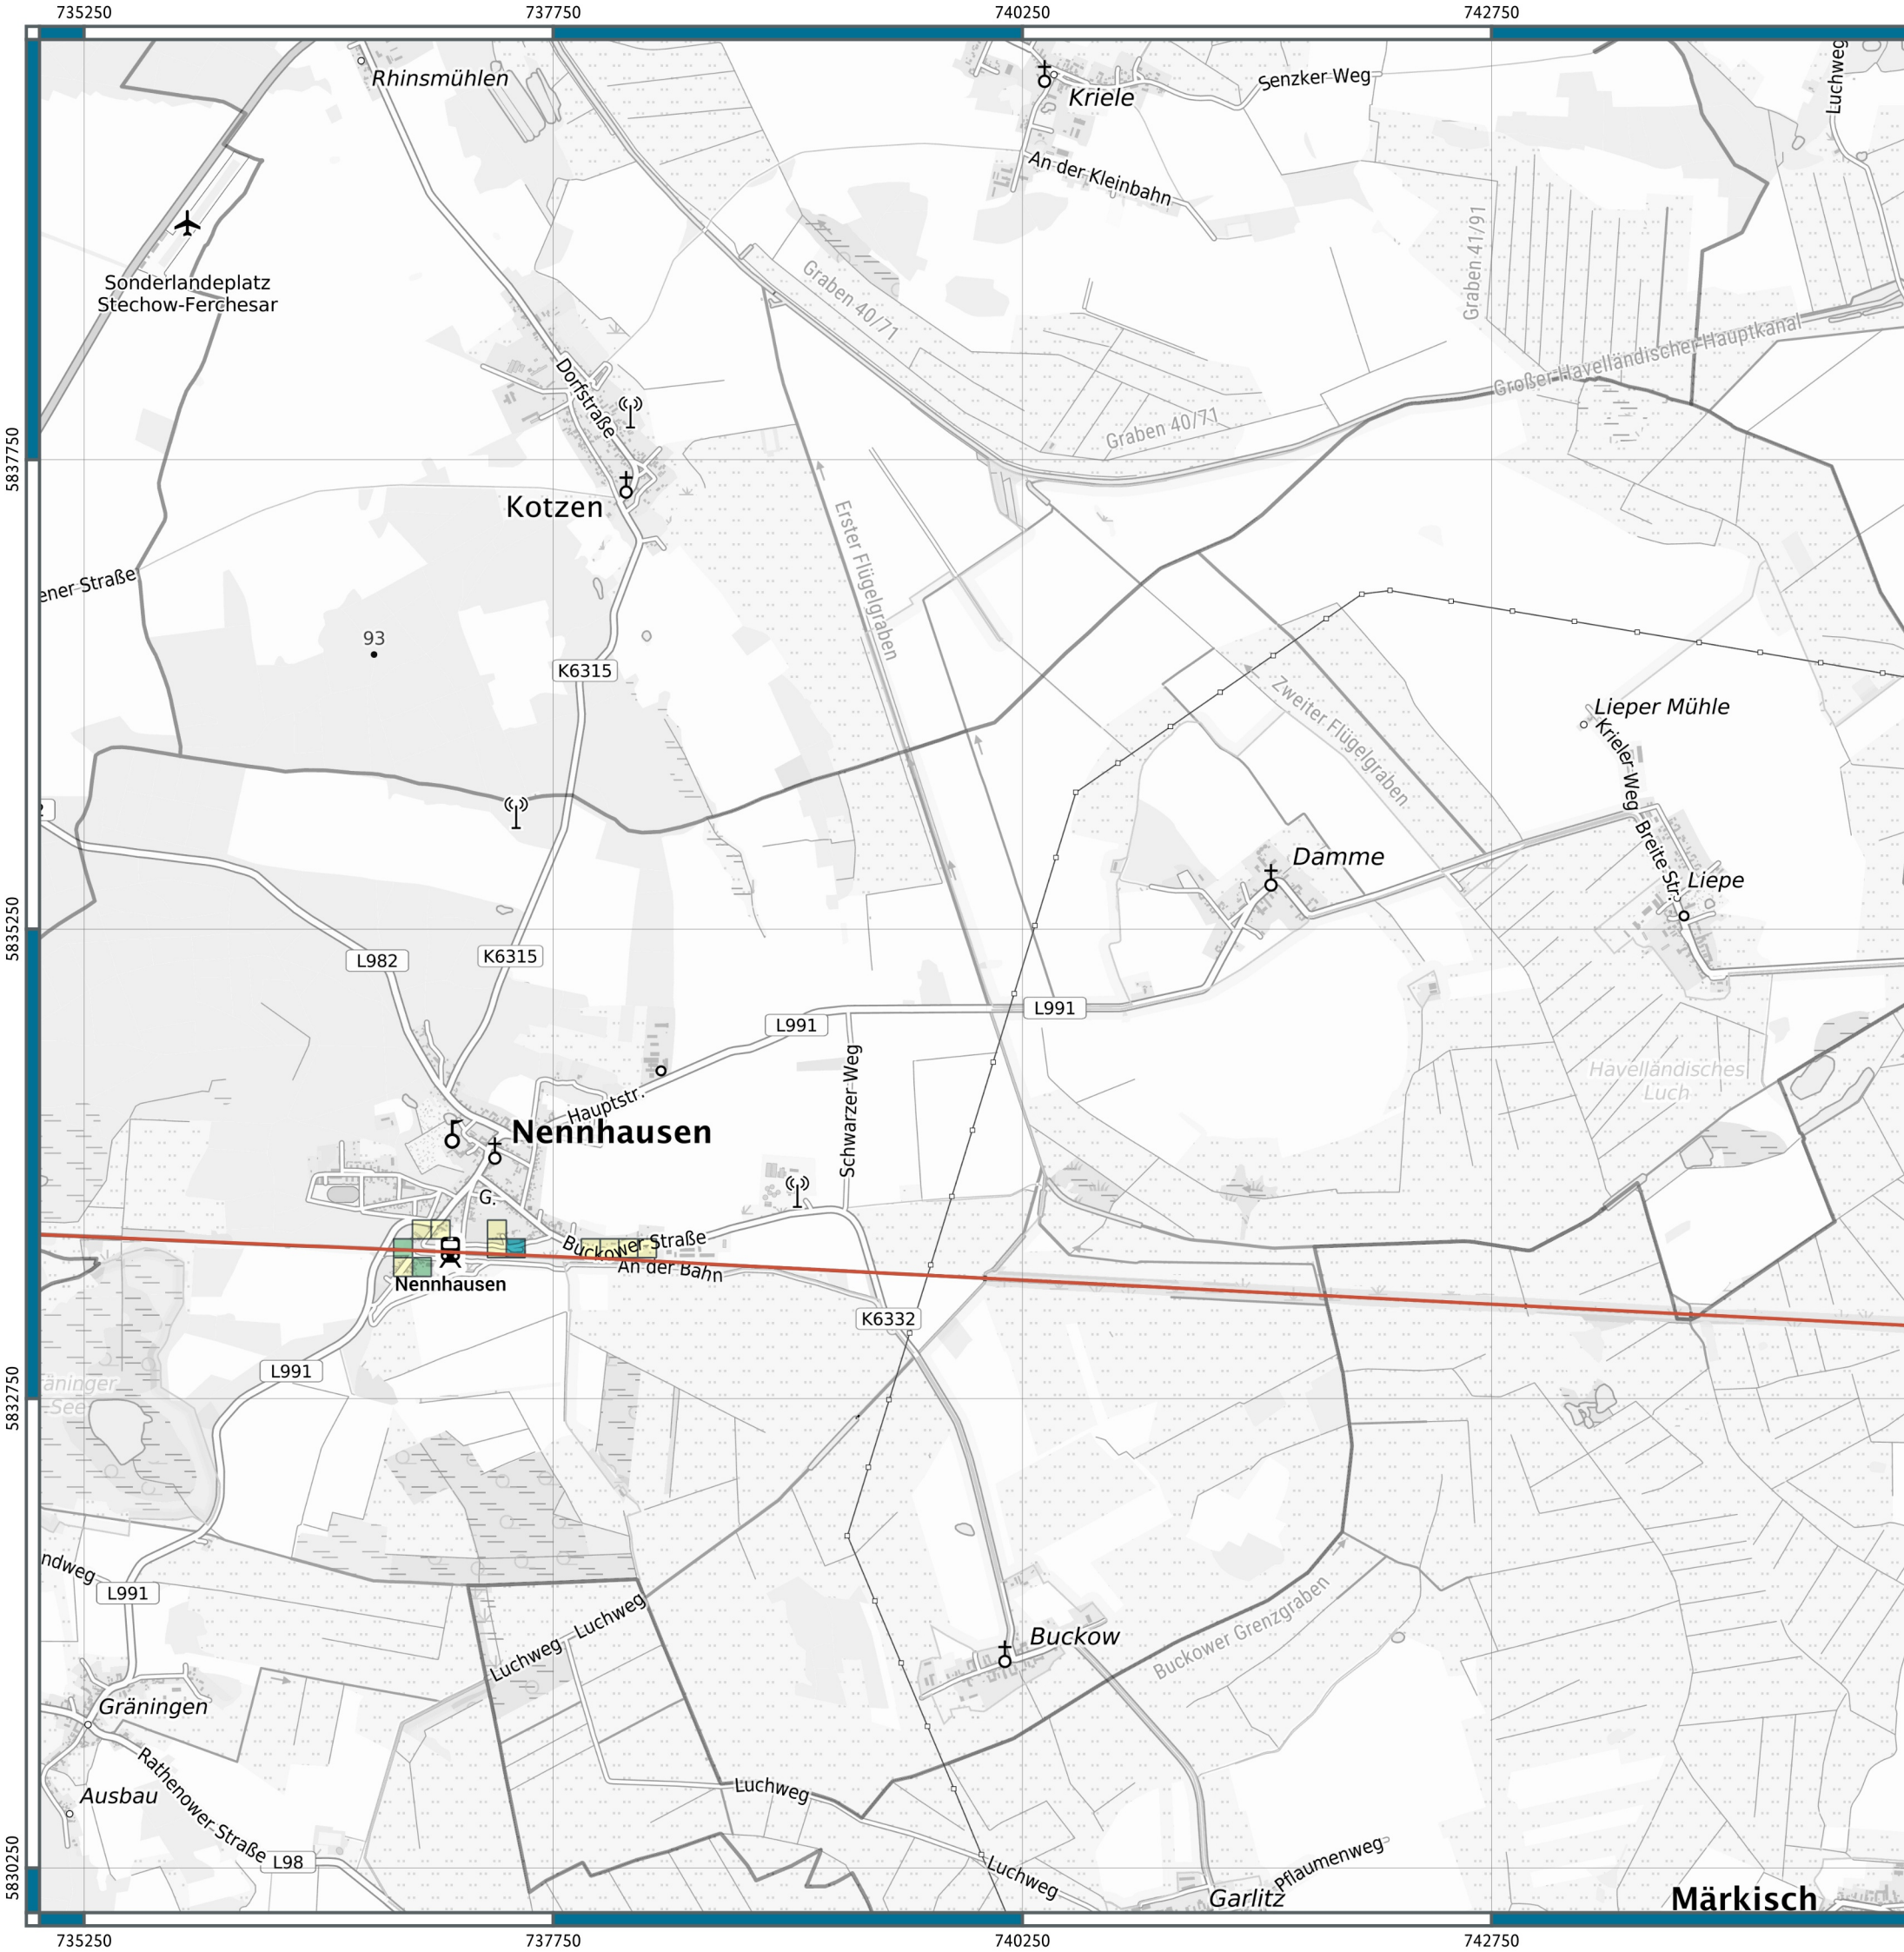 735250
737750
740250
742750
Rhinsmühlen
Kriele
Senzker Weg
Luchweg
An der Kleinbahn
Sonderlandeplatz
Stechow-Ferchesar
Graben 40/71
Graben 41/91
Großer Havelländischer Hauptkanal
Dorfstraße
Graben 40/71
5837750
Kotzen
Erster Flügelgraben
ener Straße
93
K6315
Zweiter Flügelgraben
Lieper Mühle
Krieler Weg
Breite Str.
Damme
Liepe
5835250
L982
K6315
L991
L991
Schwarzer Weg
Havelländisches
Luch
Hauptstr.
Nennhausen
G.
Buckower Straße
An der Bahn
Nennhausen
K6332
L991
äninger
See
5832750
ndweg
L991
Luchweg
Luchweg
Buckow
Buckower Grenzgraben
Gräningen
Rathenower Straße
Ausbau
Luchweg
L98
Luchweg
Pflaumenweg
Garlitz
Märkisch
5830250
735250
737750
740250
742750